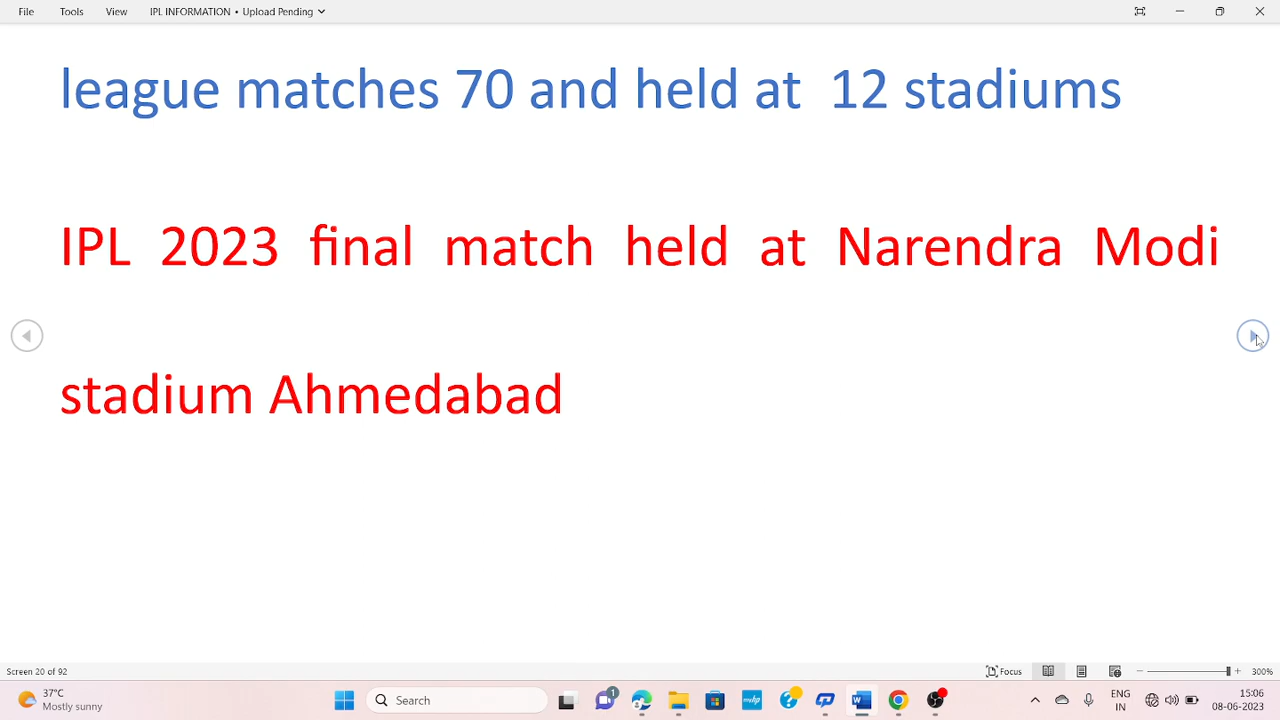 File Tools View IPL INFORMATION • Upload Pending
league matches 70 and held at 12 stadiums
IPL 2023 final match held at Narendra Modi
stadium Ahmedabad
Screen 20 of 92 Focus 300%
37°C
Mostly sunny
Search
1
myhp
ENG
IN
15:06
08-06-2023